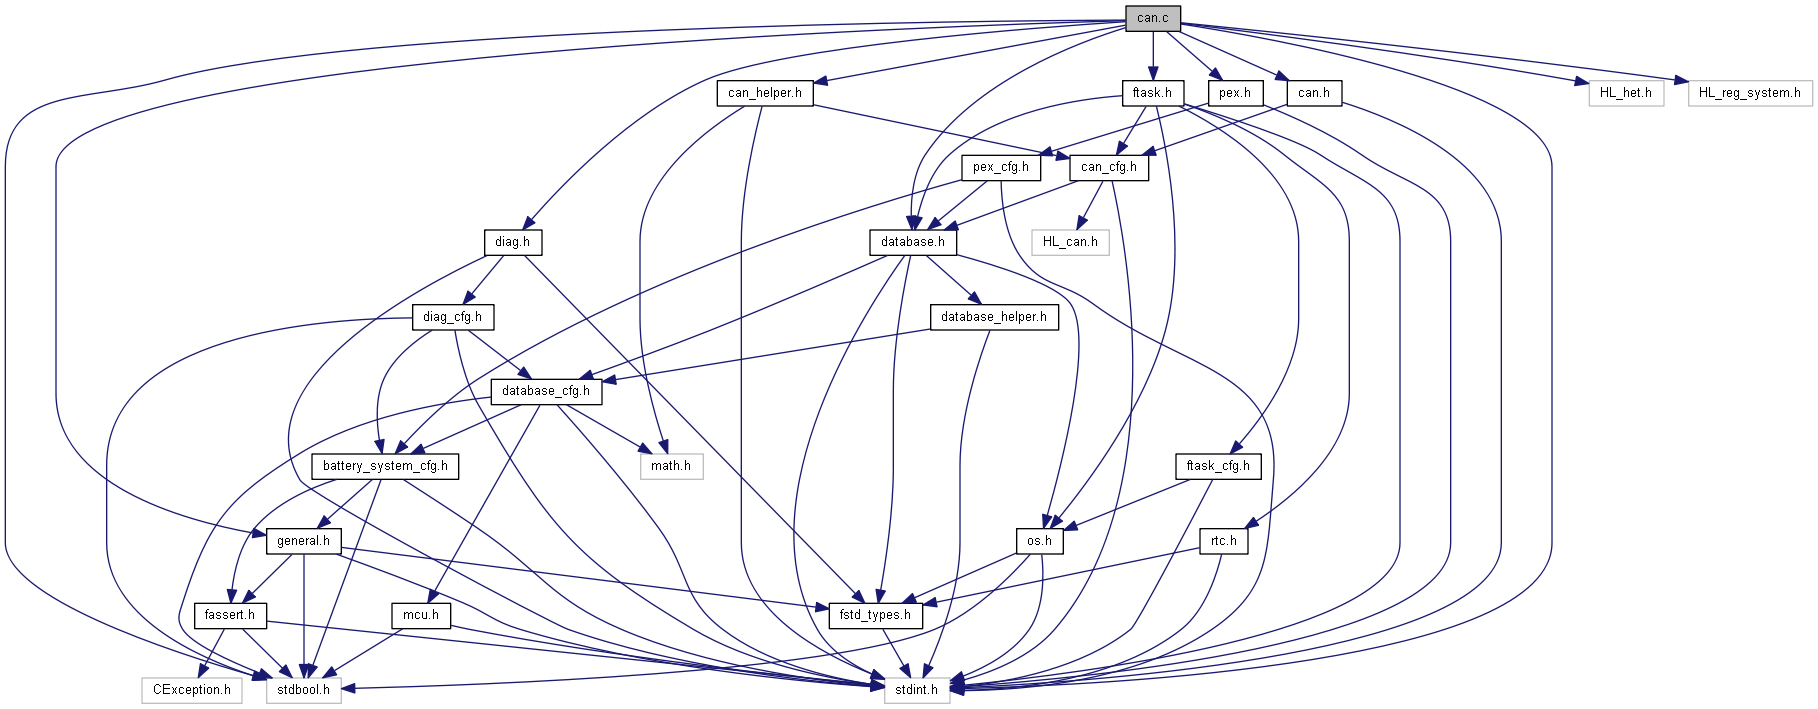 can.c
can_helper.h
ftask.h
pex.h
can.h
HL_het.h
HL_reg_system.h
pex_cfg.h
can_cfg.h
diag.h
database.h
HL_can.h
diag_cfg.h
database_helper.h
database_cfg.h
battery_system_cfg.h
math.h
ftask_cfg.h
general.h
os.h
rtc.h
fassert.h
mcu.h
fstd_types.h
CException.h
stdbool.h
stdint.h